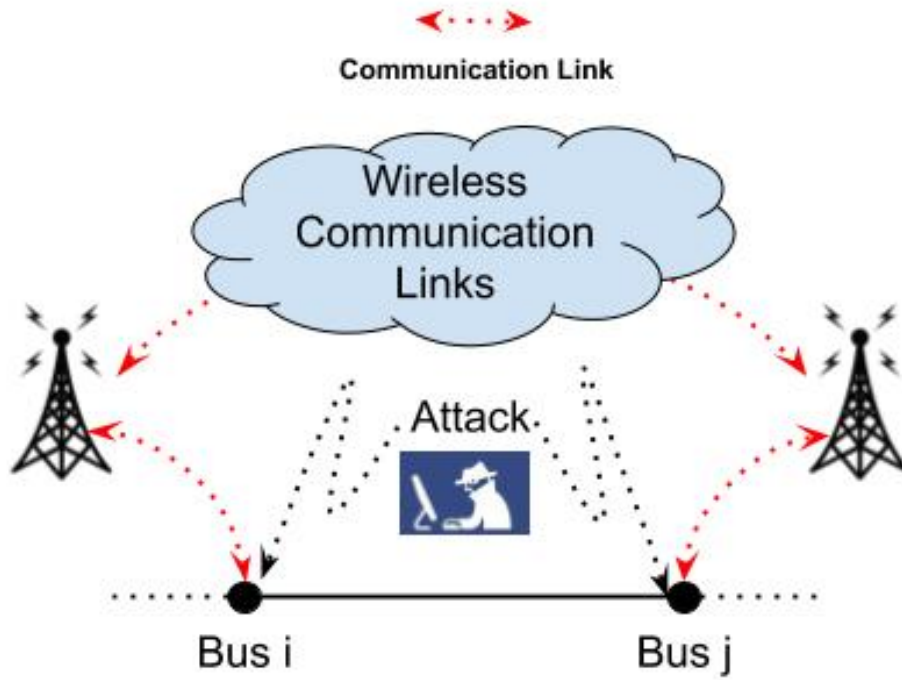 Communication Link
Wireless
Communication
Links
Attack
Bus i
Bus j